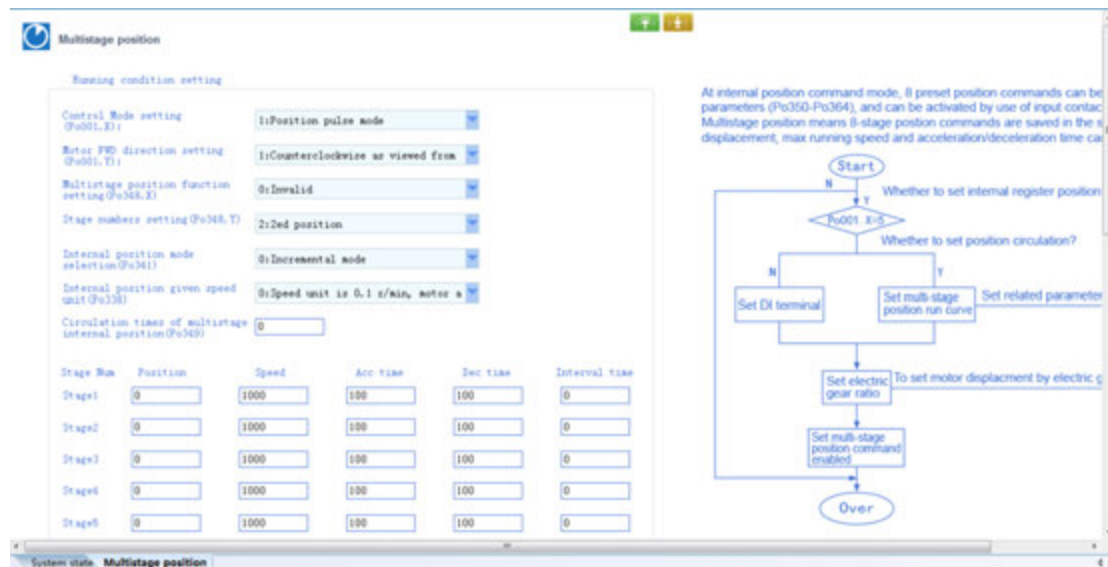 Multistage position
Running condition setting
Control Mode setting
(Po001.X):
1:Position pulse mode
Motor FWD direction setting
(Po001.Y):
1:Counterclockwise as viewed from
Multistage position function
setting(Po348.X)
0:Invalid
Stage numbers setting(Po348.Y)
2:2ed position
Internal position mode
selection(Po341)
0:Incremental mode
Internal position given speed
unit(Po338)
0:Speed unit is 0.1 r/min, motor a
Circulation times of multistage
internal position(Po349)
0
Stage Num Position Speed Acc time Dec time Interval time
Stage1 0 1000 100 100 0
Stage2 0 1000 100 100 0
Stage3 0 1000 100 100 0
Stage4 0 1000 100 100 0
Stage5 0 1000 100 100 0
At internal position command mode, 8 preset position commands can be
parameters (Po350-Po364), and can be activated by use of input contac
Multistage position means 8-stage postion commands are saved in the s
displacement, max running speed and acceleration/deceleration time ca
Start
N
Y
Whether to set internal register position
Po001. X=5
Whether to set position circulation?
N
Y
Set DI terminal
Set multi-stage
position run curve
Set related parameter
Set electric
gear ratio
To set motor displacment by electric g
Set multi-stage
position command
enabled
Over
System state Multistage position